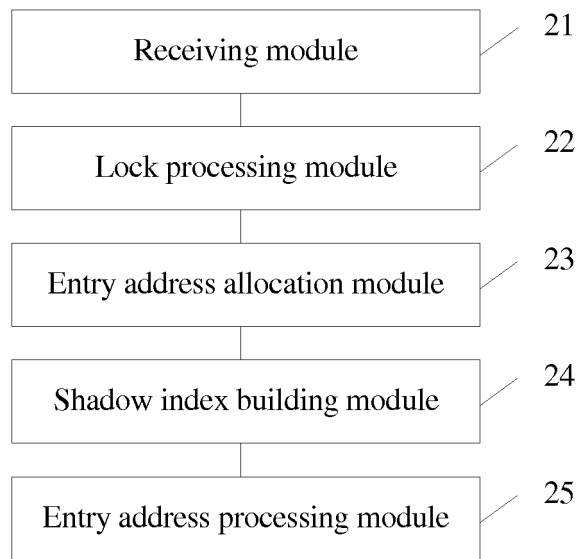 Receiving module
21
Lock processing module
22
Entry address allocation module
23
Shadow index building module
24
Entry address processing module
25